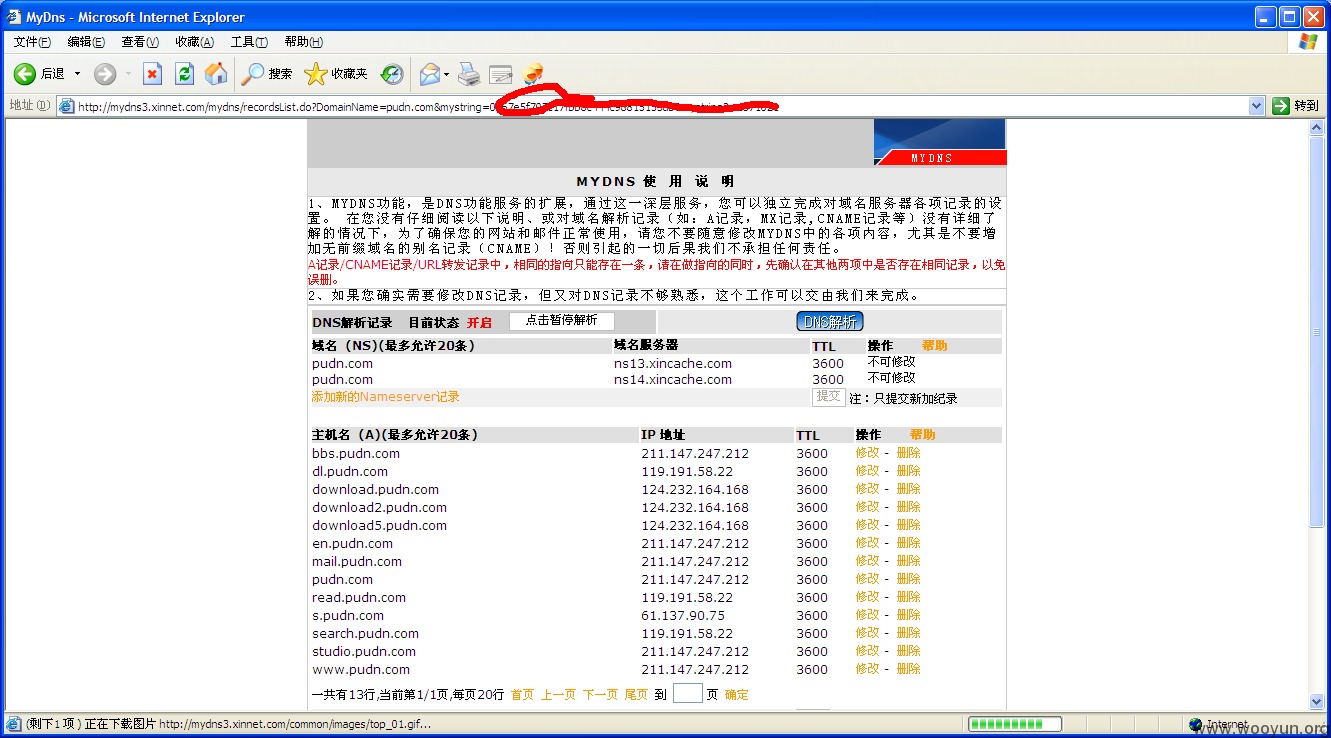 MyDns - Microsoft Internet Explorer
文件(F) 编辑(E) 查看(V) 收藏(A) 工具(T) 帮助(H)
后退 搜索 收藏夹
地址(D) http://mydns3.xinnet.com/mydns/recordsList.do?DomainName=pudn.com&mystring= 转到
MYDNS
MYDNS 使 用 说 明
1、MYDNS功能，是DNS功能服务的扩展，通过这一深层服务，您可以独立完成对域名服务器各项记录的设
置。 在您没有仔细阅读以下说明、或对域名解析记录（如：A记录，MX记录,CNAME记录等）没有详细了
解的情况下，为了确保您的网站和邮件正常使用，请您不要随意修改MYDNS中的各项内容，尤其是不要增
加无前缀域名的别名记录（CNAME）！否则引起的一切后果我们不承担任何责任。
A记录/CNAME记录/URL转发记录中，相同的指向只能存在一条，请在做指向的同时，先确认在其他两项中是否存在相同记录，以免
误删。
2、如果您确实需要修改DNS记录，但又对DNS记录不够熟悉，这个工作可以交由我们来完成。
DNS解析记录 目前状态 开启 点击暂停解析 DNS解析
域名（NS)(最多允许20条） 域名服务器 TTL 操作 帮助
pudn.com ns13.xincache.com 3600 不可修改
pudn.com ns14.xincache.com 3600 不可修改
添加新的Nameserver记录 提交 注：只提交新加纪录
主机名（A)(最多允许20条） IP 地址 TTL 操作 帮助
bbs.pudn.com 211.147.247.212 3600 修改 - 删除
dl.pudn.com 119.191.58.22 3600 修改 - 删除
download.pudn.com 124.232.164.168 3600 修改 - 删除
download2.pudn.com 124.232.164.168 3600 修改 - 删除
download5.pudn.com 124.232.164.168 3600 修改 - 删除
en.pudn.com 211.147.247.212 3600 修改 - 删除
mail.pudn.com 211.147.247.212 3600 修改 - 删除
pudn.com 211.147.247.212 3600 修改 - 删除
read.pudn.com 119.191.58.22 3600 修改 - 删除
s.pudn.com 61.137.90.75 3600 修改 - 删除
search.pudn.com 119.191.58.22 3600 修改 - 删除
studio.pudn.com 211.147.247.212 3600 修改 - 删除
www.pudn.com 211.147.247.212 3600 修改 - 删除
一共有13行,当前第1/1页,每页20行 首页 上一页 下一页 尾页 到 页 确定
(剩下1 项) 正在下载图片 http://mydns3.xinnet.com/common/images/top_01.gif... Internet
www.wooyun.org